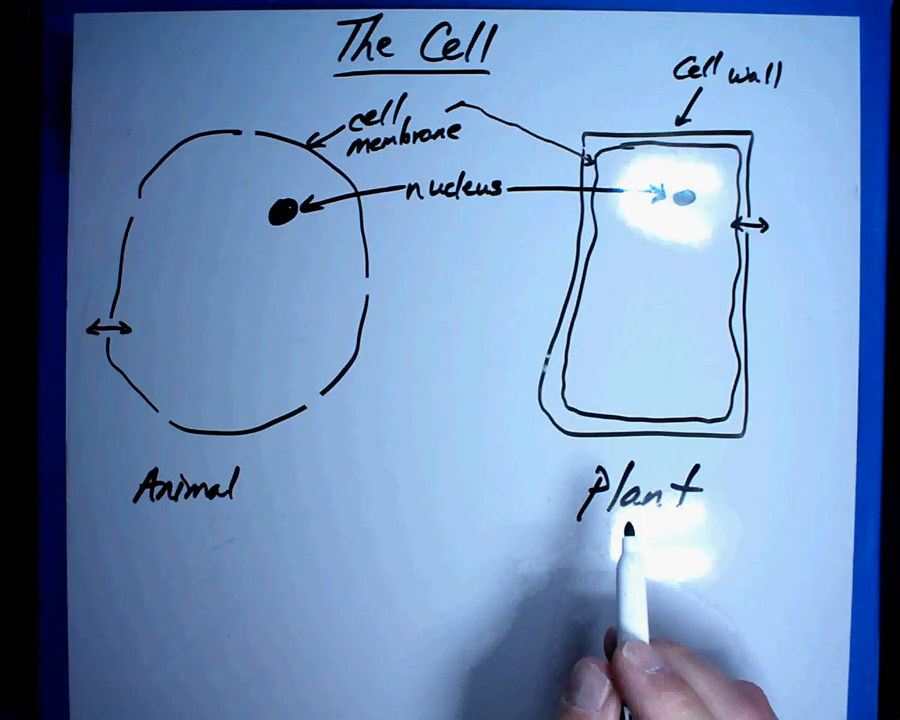 The Cell
Cell wall
cell
membrane
nucleus
Animal
Plant